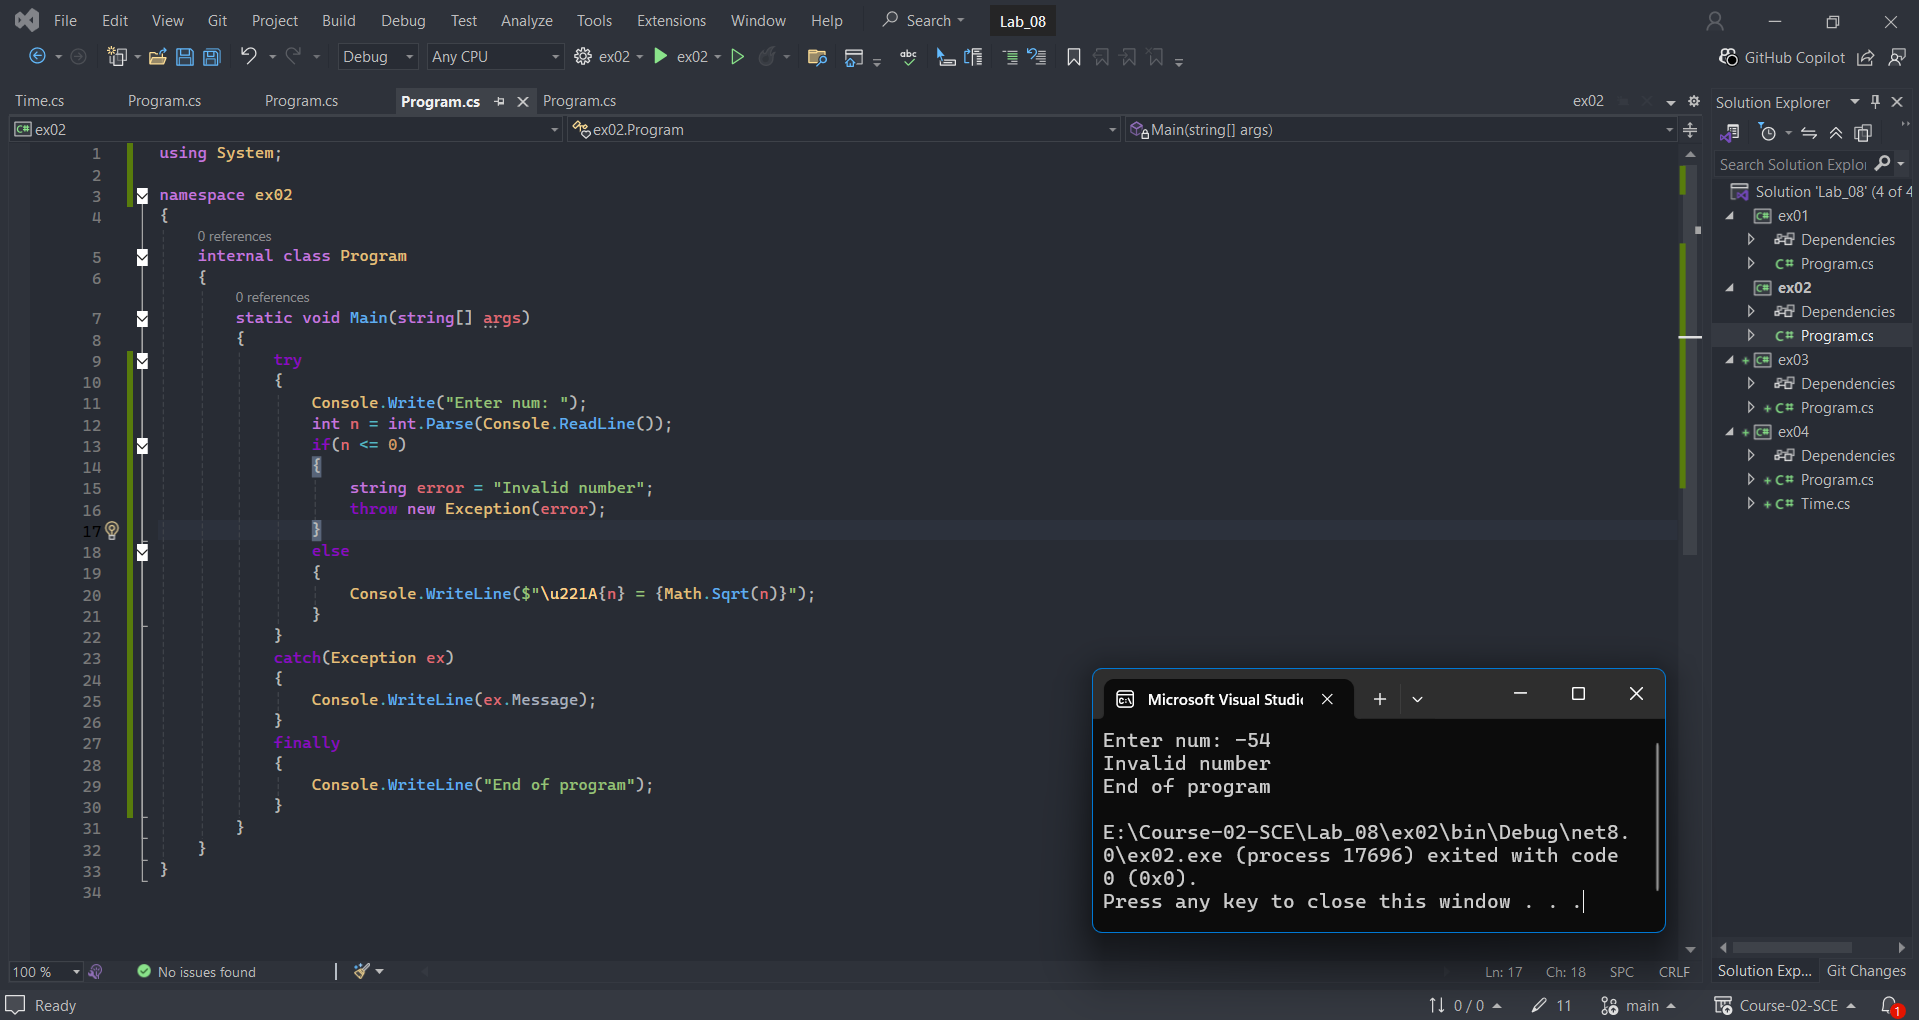 File Edit View Git Project Build Debug Test Analyze Tools Extensions Window Help Search Lab_08
Debug Any CPU ex02 ex02 abc GitHub Copilot
Time.cs Program.cs Program.cs Program.cs Program.cs ex02
C# ex02 ex02.Program Main(string[] args)
1 using System;
2
3 namespace ex02
4 {
0 references
5 internal class Program
6 {
0 references
7 static void Main(string[] args)
8 {
9 try
10 {
11 Console.Write("Enter num: ");
12 int n = int.Parse(Console.ReadLine());
13 if(n <= 0)
14 {
15 string error = "Invalid number";
16 throw new Exception(error);
17 }
18 else
19 {
20 Console.WriteLine($"\u221A{n} = {Math.Sqrt(n)}");
21 }
22 }
23 catch(Exception ex)
24 {
25 Console.WriteLine(ex.Message);
26 }
27 finally
28 {
29 Console.WriteLine("End of program");
30 }
31 }
32 }
33 }
34
Microsoft Visual Studi
Enter num: -54
Invalid number
End of program
E:\Course-02-SCE\Lab_08\ex02\bin\Debug\net8.
0\ex02.exe (process 17696) exited with code
0 (0x0).
Press any key to close this window . . .
Solution Explorer
Search Solution Explor
Solution 'Lab_08' (4 of 4
C# ex01
Dependencies
C# Program.cs
C# ex02
Dependencies
C# Program.cs
+ C# ex03
Dependencies
+ C# Program.cs
+ C# ex04
Dependencies
+ C# Program.cs
+ C# Time.cs
Solution Exp... Git Changes
100 % No issues found Ln: 17 Ch: 18 SPC CRLF
Ready 0 / 0 11 main Course-02-SCE 1